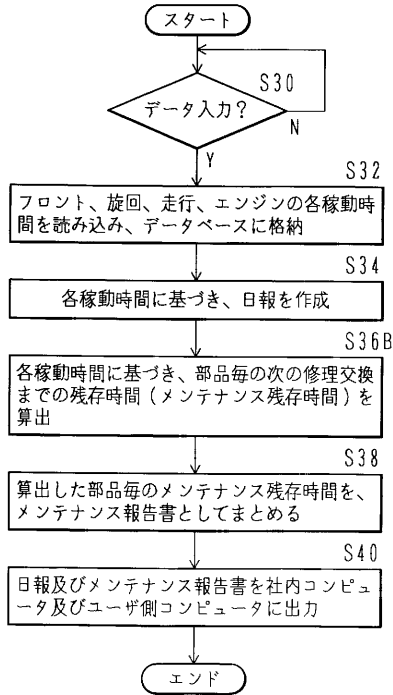 スタート
S30
データ入力？
N
Y
S32
フロント、旋回、走行、エンジンの各稼動時
間を読み込み、データベースに格納
S34
各稼動時間に基づき、日報を作成
S36B
各稼動時間に基づき、部品毎の次の修理交換
までの残存時間（メンテナンス残存時間）を
算出
S38
算出した部品毎のメンテナンス残存時間を、
メンテナンス報告書としてまとめる
S40
日報及びメンテナンス報告書を社内コンピュ
ータ及びユーザ側コンピュータに出力
エンド